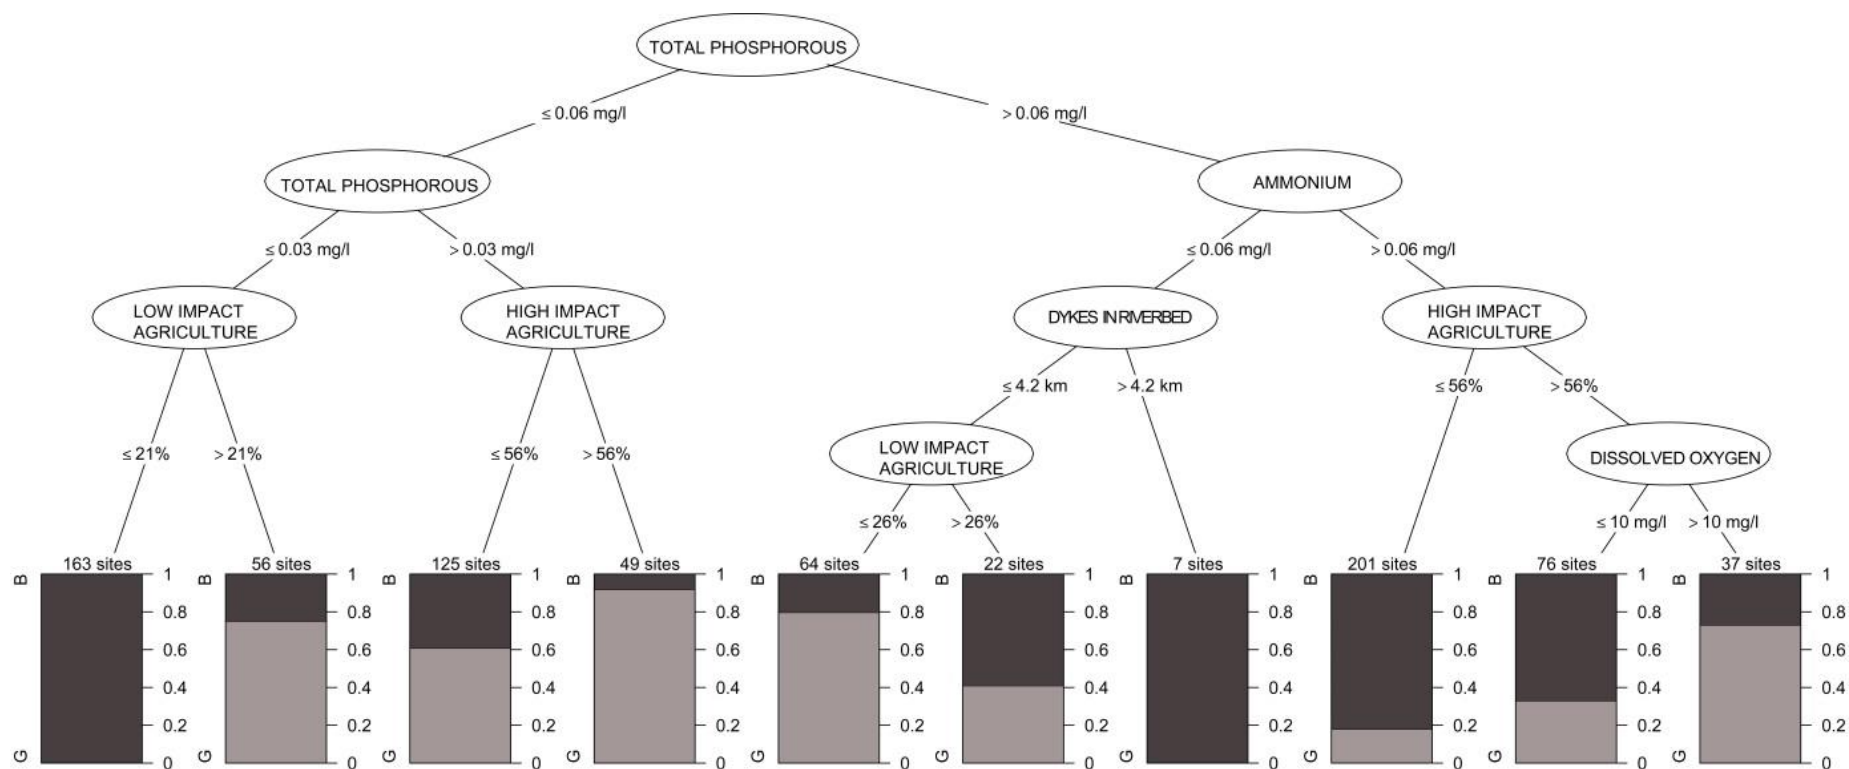 TOTAL PHOSPHOROUS
≤ 0.06 mg/l
> 0.06 mg/l
TOTAL PHOSPHOROUS
AMMONIUM
≤ 0.03 mg/l
> 0.03 mg/l
≤ 0.06 mg/l
> 0.06 mg/l
LOW IMPACT
AGRICULTURE
HIGH IMPACT
AGRICULTURE
DYKES IN RIVERBED
HIGH IMPACT
AGRICULTURE
≤ 4.2 km
> 4.2 km
≤ 56%
> 56%
≤ 21%
> 21%
≤ 56%
> 56%
LOW IMPACT
AGRICULTURE
DISSOLVED OXYGEN
≤ 26%
> 26%
≤ 10 mg/l
> 10 mg/l
163 sites
B
G
1
0.8
0.6
0.4
0.2
0
56 sites
B
G
1
0.8
0.6
0.4
0.2
0
125 sites
B
G
1
0.8
0.6
0.4
0.2
0
49 sites
B
G
1
0.8
0.6
0.4
0.2
0
64 sites
B
G
1
0.8
0.6
0.4
0.2
0
22 sites
B
G
1
0.8
0.6
0.4
0.2
0
7 sites
B
G
1
0.8
0.6
0.4
0.2
0
201 sites
B
G
1
0.8
0.6
0.4
0.2
0
76 sites
B
G
1
0.8
0.6
0.4
0.2
0
37 sites
B
G
1
0.8
0.6
0.4
0.2
0